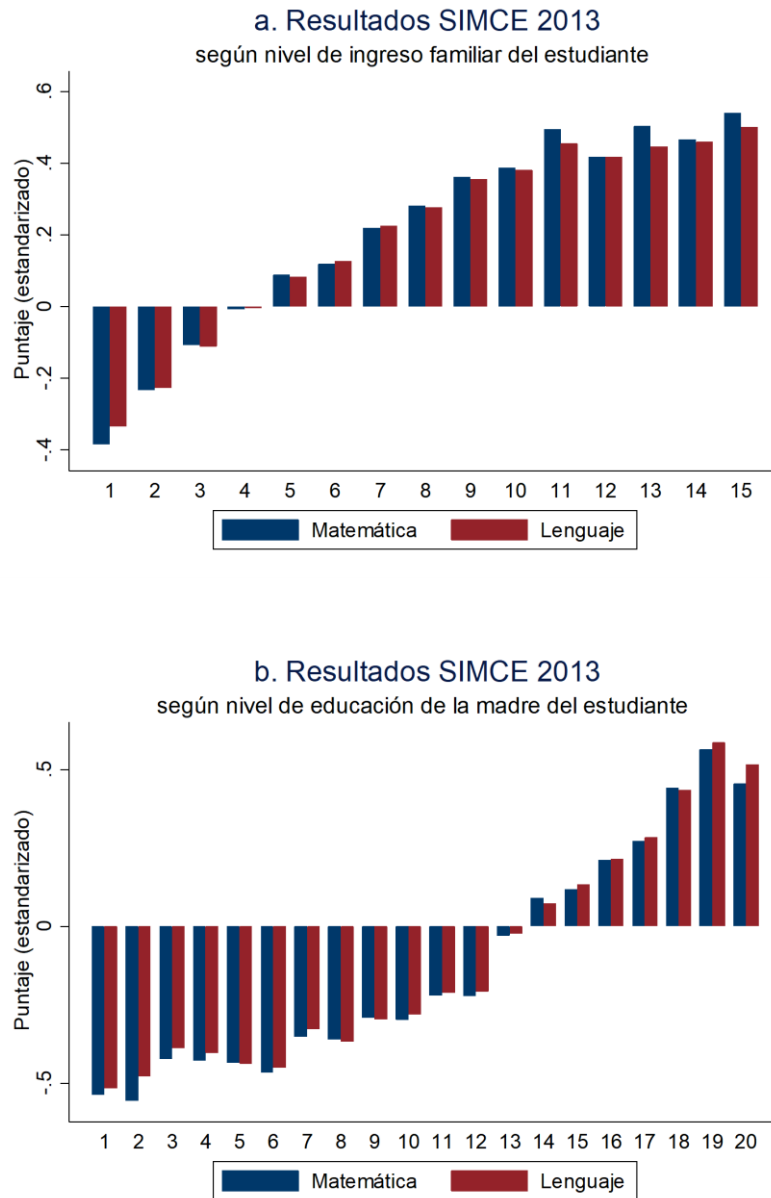 a. Resultados SIMCE 2013
según nivel de ingreso familiar del estudiante
Puntaje (estandarizado)
.6
.4
.2
0
-.2
-.4
1 2 3 4 5 6 7 8 9 10 11 12 13 14 15
Matemática Lenguaje
b. Resultados SIMCE 2013
según nivel de educación de la madre del estudiante
Puntaje (estandarizado)
.5
0
-.5
1 2 3 4 5 6 7 8 9 10 11 12 13 14 15 16 17 18 19 20
Matemática Lenguaje